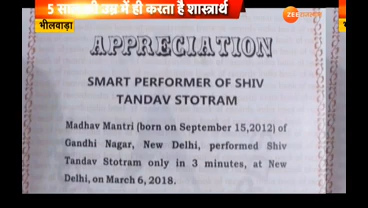 5 साल की उम्र में ही करता है शास्त्रार्थ
ZEE
भीलवाड़ा
APPRECIATION
SMART PERFORMER OF SHIV
TANDAV STOTRAM
Madhav Mantri (born on September 15,2012) of
Gandhi Nagar, New Delhi, performed Shiv
Tandav Stotram only in 3 minutes, at New
Delhi, on March 6, 2018.